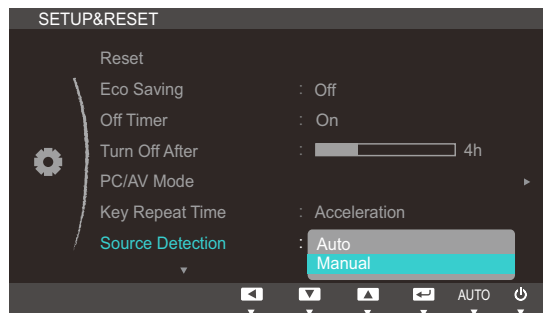 SETUP&RESET
Reset
Eco Saving : Off
Off Timer : On
Turn Off After : 4h
PC/AV Mode
Key Repeat Time : Acceleration
Source Detection : Auto
Manual
AUTO